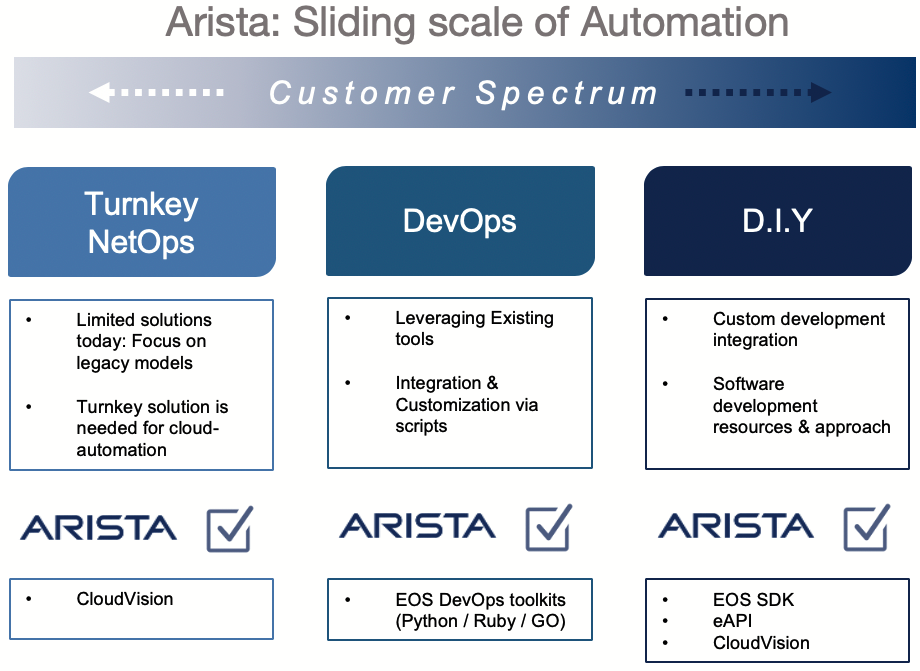 Arista: Sliding scale of Automation
Customer Spectrum
Turnkey
NetOps
• Limited solutions
today: Focus on
legacy models
• Turnkey solution is
needed for cloud-
automation
ARISTA
• CloudVision
DevOps
• Leveraging Existing
tools
• Integration &
Customization via
scripts
ARISTA
• EOS DevOps toolkits
(Python / Ruby / GO)
D.I.Y
• Custom development
integration
• Software
development
resources & approach
ARISTA
• EOS SDK
• eAPI
• CloudVision